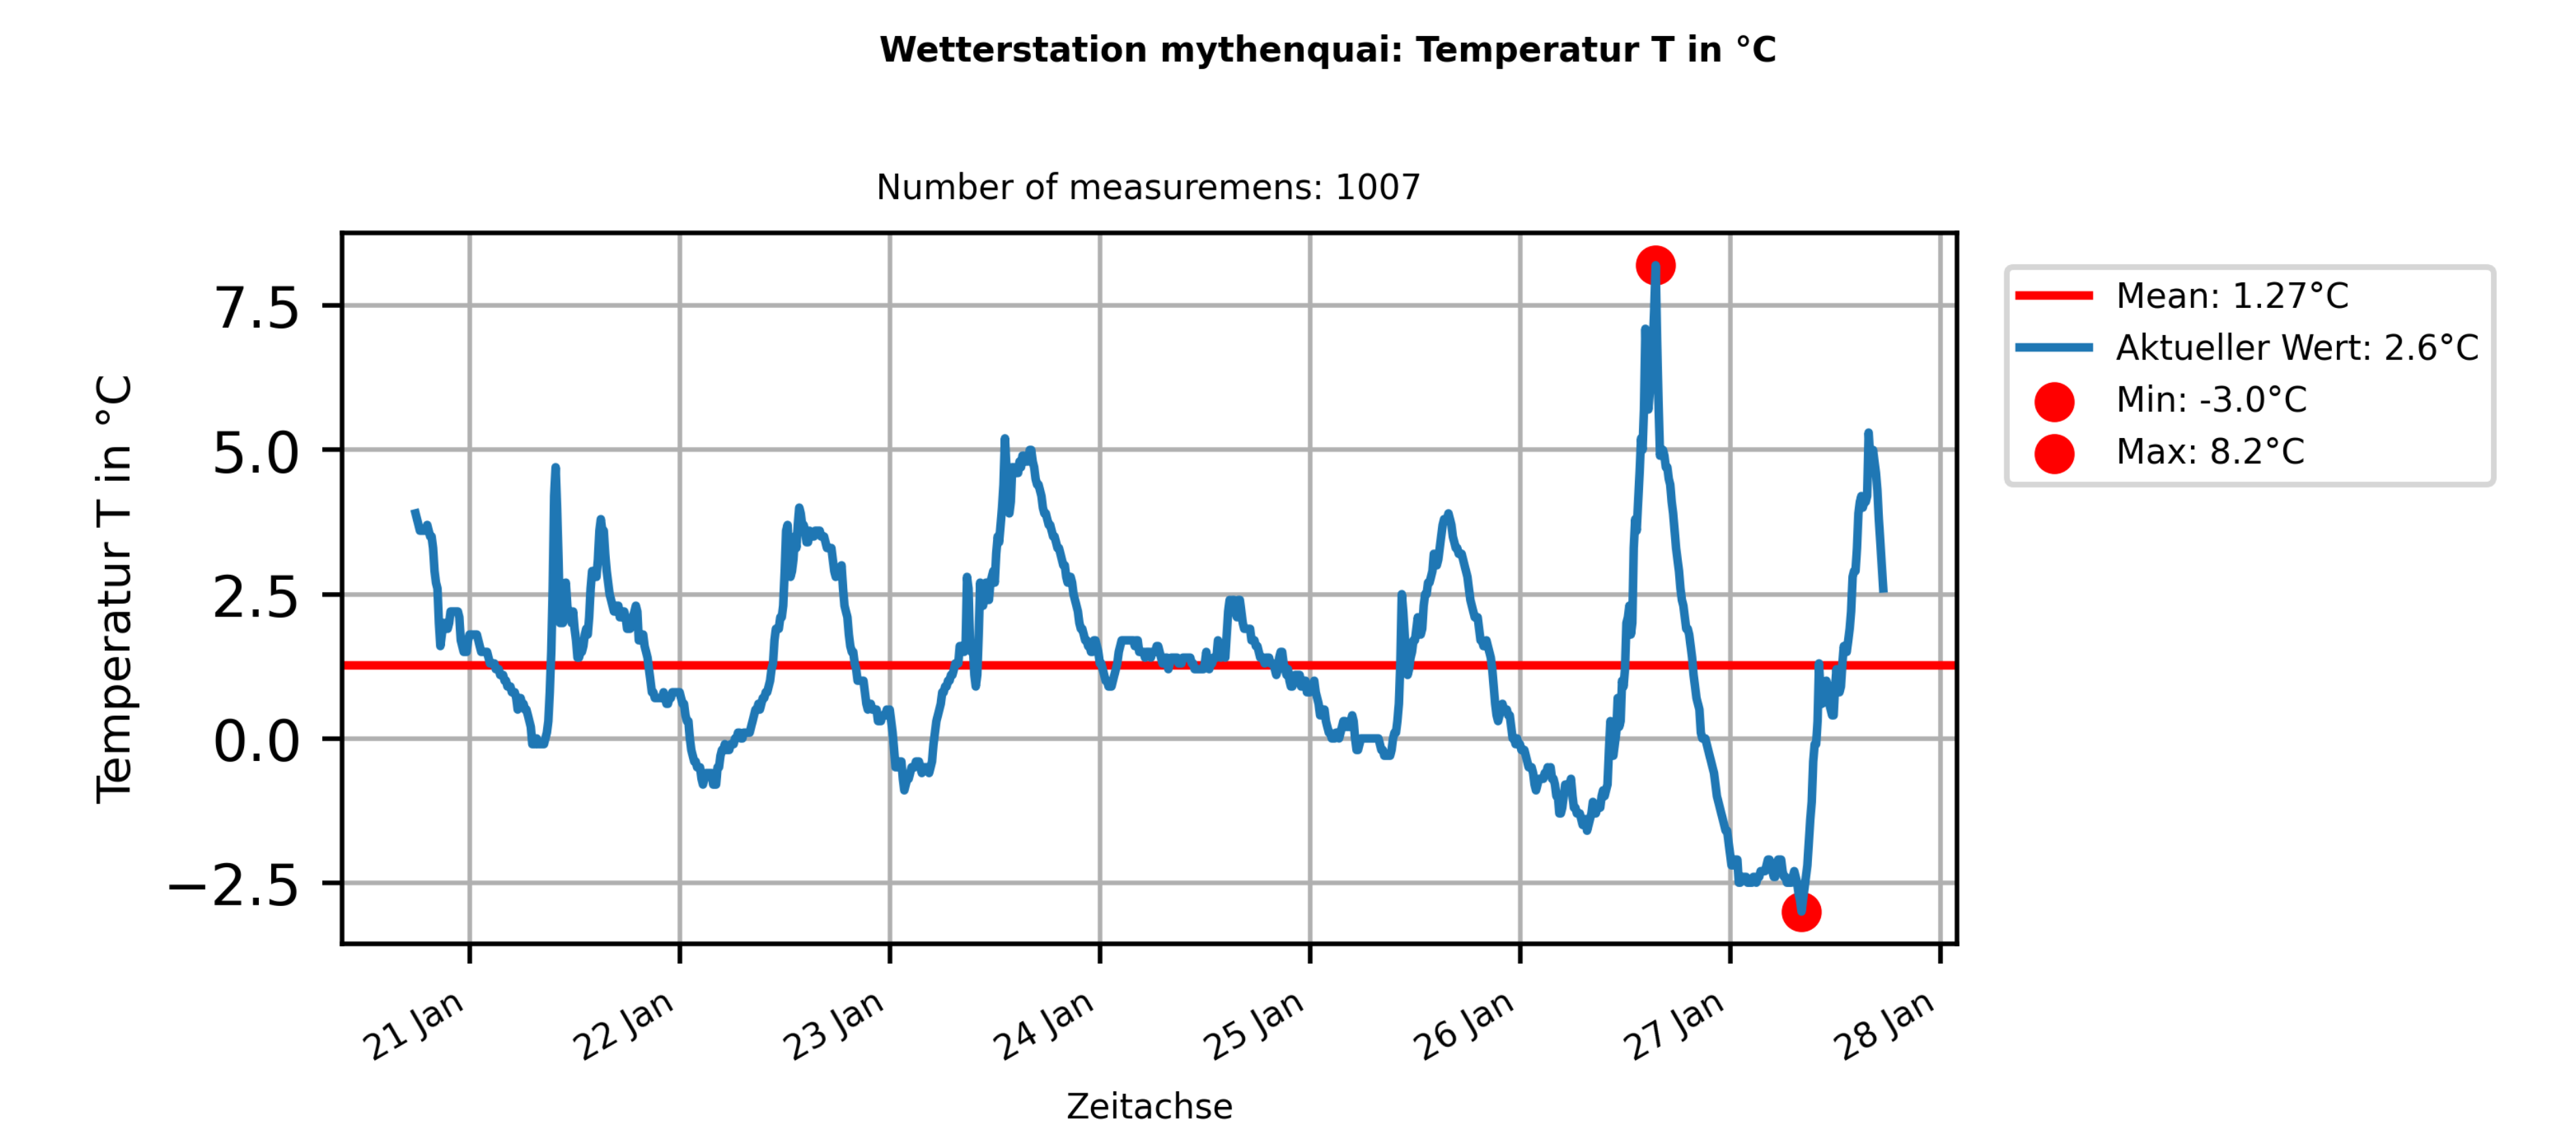 Wetterstation mythenquai: Temperatur T in °C
Number of measuremens: 1007
Temperatur T in °C
7.5
5.0
2.5
0.0
−2.5
21 Jan
22 Jan
23 Jan
24 Jan
25 Jan
26 Jan
27 Jan
28 Jan
Zeitachse
Mean: 1.27°C
Aktueller Wert: 2.6°C
Min: -3.0°C
Max: 8.2°C